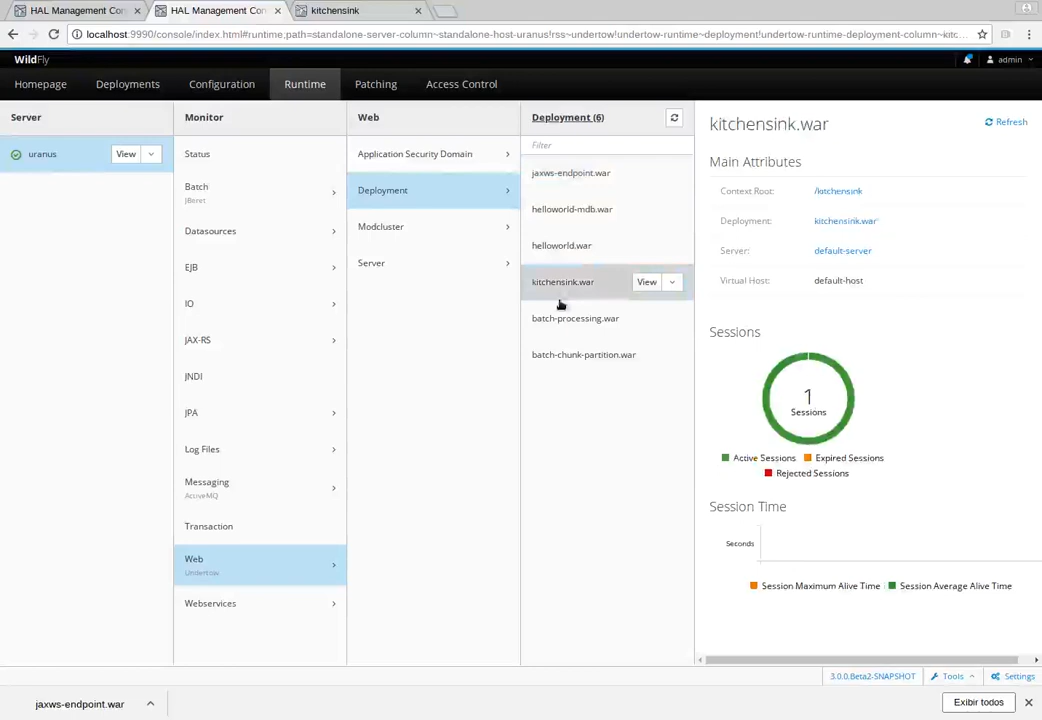 HAL Management Con
HAL Management Con
kitchensink
localhost:9990/console/index.html#runtime;path=standalone-server-column~standalone-host-uranus!rss~undertow!undertow-runtime~deployment!undertow-runtime-deployment-column~kitc...
WildFly
admin
Homepage
Deployments
Configuration
Runtime
Patching
Access Control
Server
uranus
View
Monitor
Status
Batch
JBeret
Datasources
EJB
IO
JAX-RS
JNDI
JPA
Log Files
Messaging
ActiveMQ
Transaction
Web
Undertow
Webservices
Web
Application Security Domain
Deployment
Modcluster
Server
Deployment (6)
Filter
jaxws-endpoint.war
helloworld-mdb.war
helloworld.war
kitchensink.war
View
batch-processing.war
batch-chunk-partition.war
kitchensink.war
Refresh
Main Attributes
Context Root: /kitchensink
Deployment: kitchensink.war
Server: default-server
Virtual Host: default-host
Sessions
1
Sessions
Active Sessions Expired Sessions
Rejected Sessions
Session Time
Seconds
Session Maximum Alive Time Session Average Alive Time
3.0.0.Beta2-SNAPSHOT
Tools
Settings
jaxws-endpoint.war
Exibir todos